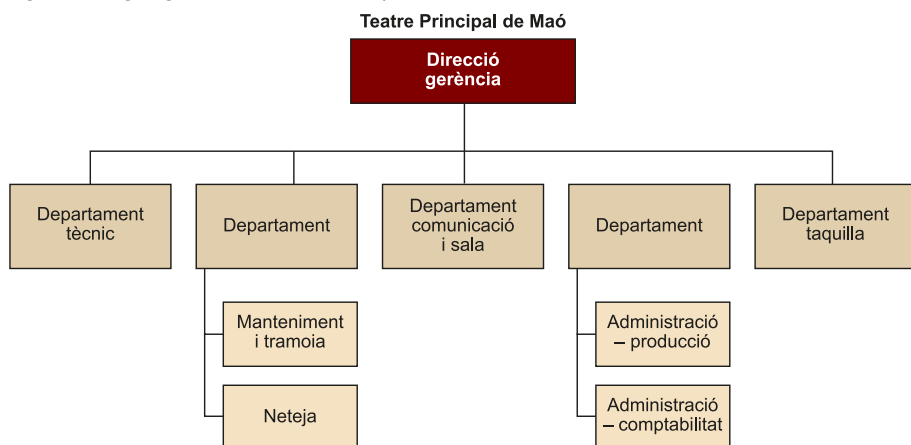 Teatre Principal de Maó
Direcció
gerència
Departament
tècnic
Departament
Departament
comunicació
i sala
Departament
Departament
taquilla
Manteniment
i tramoia
Neteja
Administració
– producció
Administració
– comptabilitat